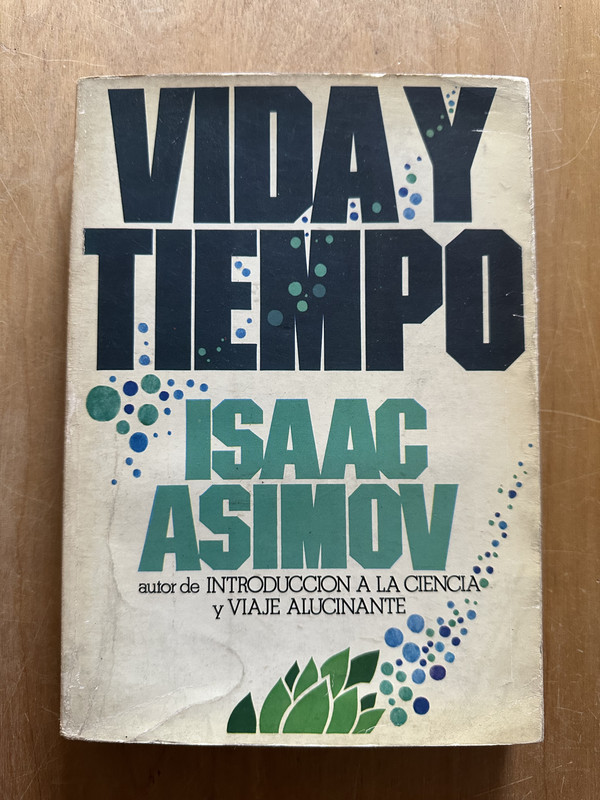 VIDA Y
TIEMPO
ISAAC
ASIMOV
autor de INTRODUCCION A LA CIENCIA
y VIAJE ALUCINANTE